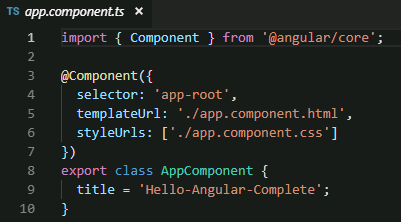 TS app.component.ts ×
1 import { Component } from '@angular/core';
2
3 @Component({
4   selector: 'app-root',
5   templateUrl: './app.component.html',
6   styleUrls: ['./app.component.css']
7 })
8 export class AppComponent {
9   title = 'Hello-Angular-Complete';
10 }